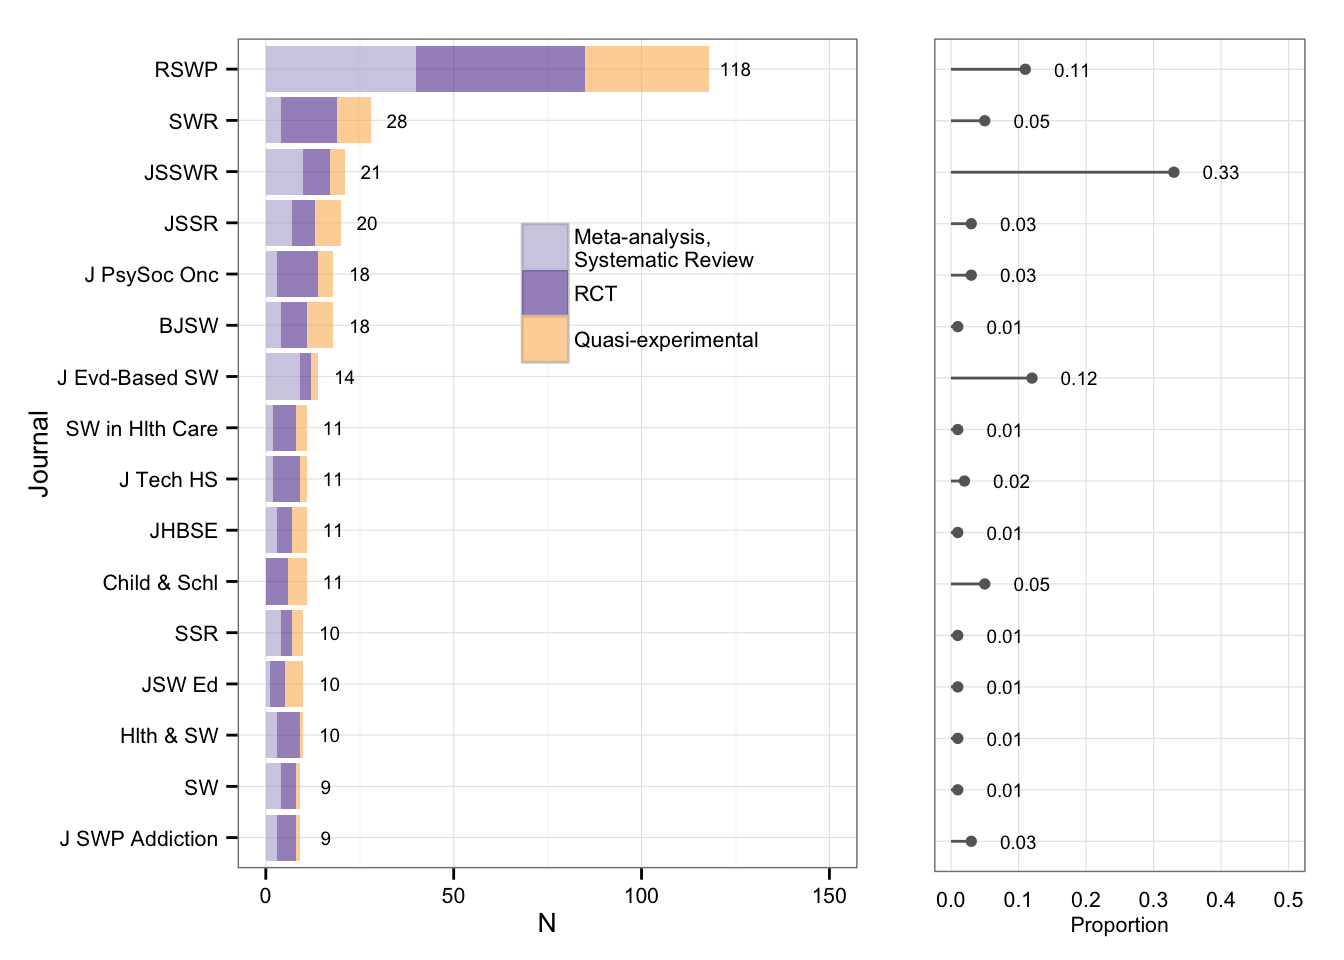 RSWP
SWR
JSSWR
JSSR
J PsySoc Onc
BJSW
J Evd-Based SW
SW in Hlth Care
J Tech HS
JHBSE
Child & Schl
SSR
JSW Ed
Hlth & SW
SW
J SWP Addiction
Journal
118
28
21
20
18
18
14
11
11
11
11
10
10
10
9
9
Meta-analysis,
Systematic Review
RCT
Quasi-experimental
0 50 100 150
N
0.11
0.05
0.33
0.03
0.03
0.01
0.12
0.01
0.02
0.01
0.05
0.01
0.01
0.01
0.01
0.03
0.0 0.1 0.2 0.3 0.4 0.5
Proportion